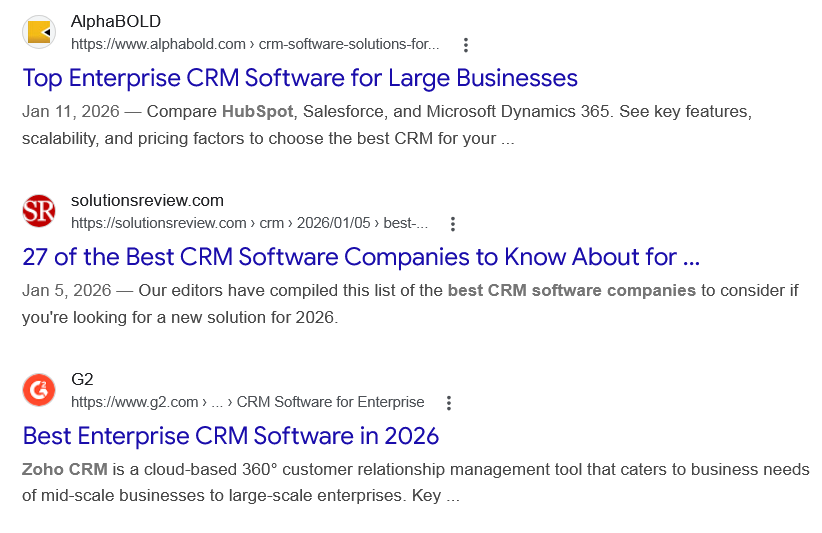 AlphaBOLD
https://www.alphabold.com › crm-software-solutions-for...
Top Enterprise CRM Software for Large Businesses
Jan 11, 2026 — Compare HubSpot, Salesforce, and Microsoft Dynamics 365. See key features,
scalability, and pricing factors to choose the best CRM for your ...
SR
solutionsreview.com
https://solutionsreview.com › crm › 2026/01/05 › best-...
27 of the Best CRM Software Companies to Know About for ...
Jan 5, 2026 — Our editors have compiled this list of the best CRM software companies to consider if
you're looking for a new solution for 2026.
G2
https://www.g2.com › ... › CRM Software for Enterprise
Best Enterprise CRM Software in 2026
Zoho CRM is a cloud-based 360° customer relationship management tool that caters to business needs
of mid-scale businesses to large-scale enterprises. Key ...